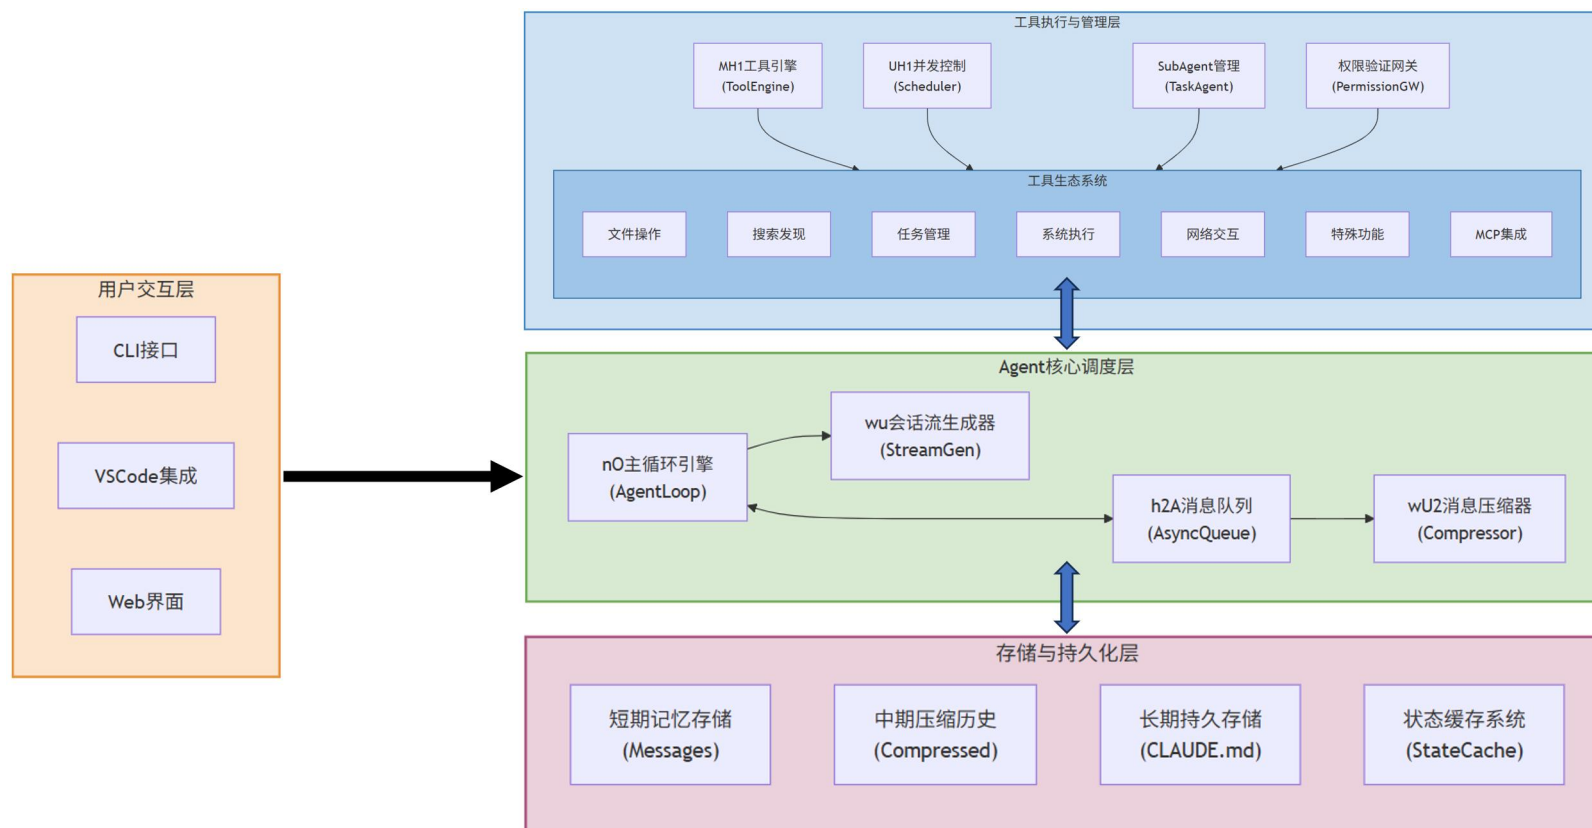 工具执行与管理层
MH1工具引擎
(ToolEngine)
UH1并发控制
(Scheduler)
SubAgent管理
(TaskAgent)
权限验证网关
(PermissionGW)
工具生态系统
文件操作
搜索发现
任务管理
系统执行
网络交互
特殊功能
MCP集成
用户交互层
CLI接口
VSCode集成
Web界面
Agent核心调度层
nO主循环引擎
(AgentLoop)
wu会话流生成器
(StreamGen)
h2A消息队列
(AsyncQueue)
wU2消息压缩器
(Compressor)
存储与持久化层
短期记忆存储
(Messages)
中期压缩历史
(Compressed)
长期持久存储
(CLAUDE.md)
状态缓存系统
(StateCache)